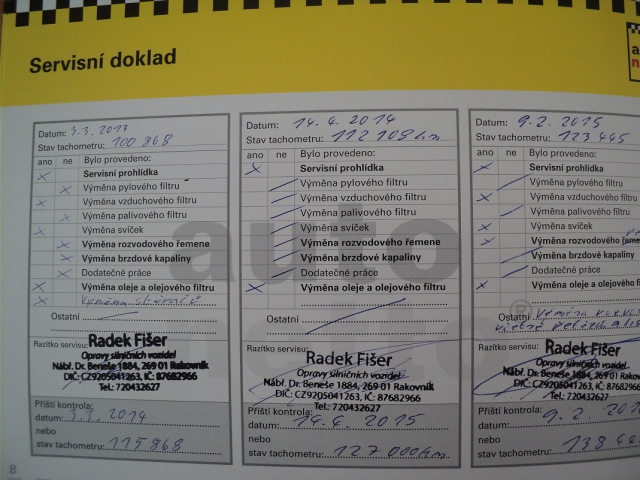 Servisní doklad
Datum: 3.3.2013
Stav tachometru: 100 868
ano ne Bylo provedeno:
Servisní prohlídka
Výměna pylového filtru
Výměna vzduchového filtru
Výměna palivového filtru
Výměna svíček
Výměna rozvodového řemene
Výměna brzdové kapaliny
Dodatečné práce
Výměna oleje a olejového filtru
Výměna
Ostatní
Razítko servisu:
Radek Fišer
Opravy silničních vozidel
Nábř. Dr. Beneše 1884, 269 01 Rakovník
DIČ: CZ9205041263, IČ: 87682966
Tel.: 720432627
Příští kontrola:
datum: 3.3. 2014
nebo
stav tachometru: 115868
8
Datum: 14. 4. 2014
Stav tachometru: 112 108 km
ano ne Bylo provedeno:
Servisní prohlídka
Výměna pylového filtru
Výměna vzduchového filtru
Výměna palivového filtru
Výměna svíček
Výměna rozvodového řemene
Výměna brzdové kapaliny
Dodatečné práce
Výměna oleje a olejového filtru
Ostatní
Razítko servisu:
Radek Fišer
Opravy silničních vozidel
Nábř. Dr. Beneše 1884, 269 01 Rakovník
DIČ: CZ9205041263, IČ: 87682966
Tel.: 720432627
Příští kontrola:
datum: 14. 4. 2015
nebo
stav tachometru: 127 000 km
Datum: 9. 2. 2015
Stav tachometru: 123 445
ano ne Bylo provedeno:
Servisní prohlídka
Výměna pylového filtru
Výměna vzduchového filtru
Výměna palivového filtru
Výměna svíček
Výměna rozvodového
Výměna brzdové kapaliny
Dodatečné práce
Výměna oleje a olejového filtru
Ostatní Výměna
včetně
Razítko servisu:
Radek Fišer
Opravy silničních vozidel
Nábř. Dr. Beneše 1884, 269 01 Rakovník
DIČ: CZ9205041263, IČ: 87682966
Tel.: 720432627
Příští kontrola:
datum: 9. 2.
nebo
stav tachometru: